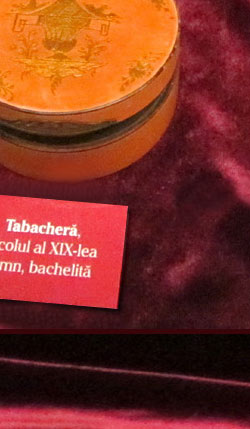 Tabacheră,
colul al XIX-lea
mn, bachelită